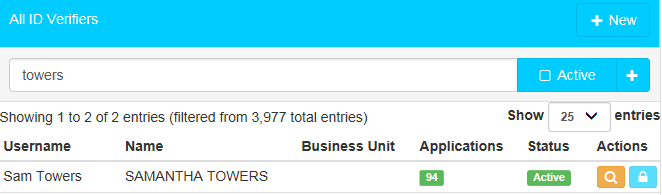 All ID Verifiers + New
towers Active +
Showing 1 to 2 of 2 entries (filtered from 3,977 total entries) Show 25 entries
Username Name Business Unit Applications Status Actions
Sam Towers SAMANTHA TOWERS 94 Active